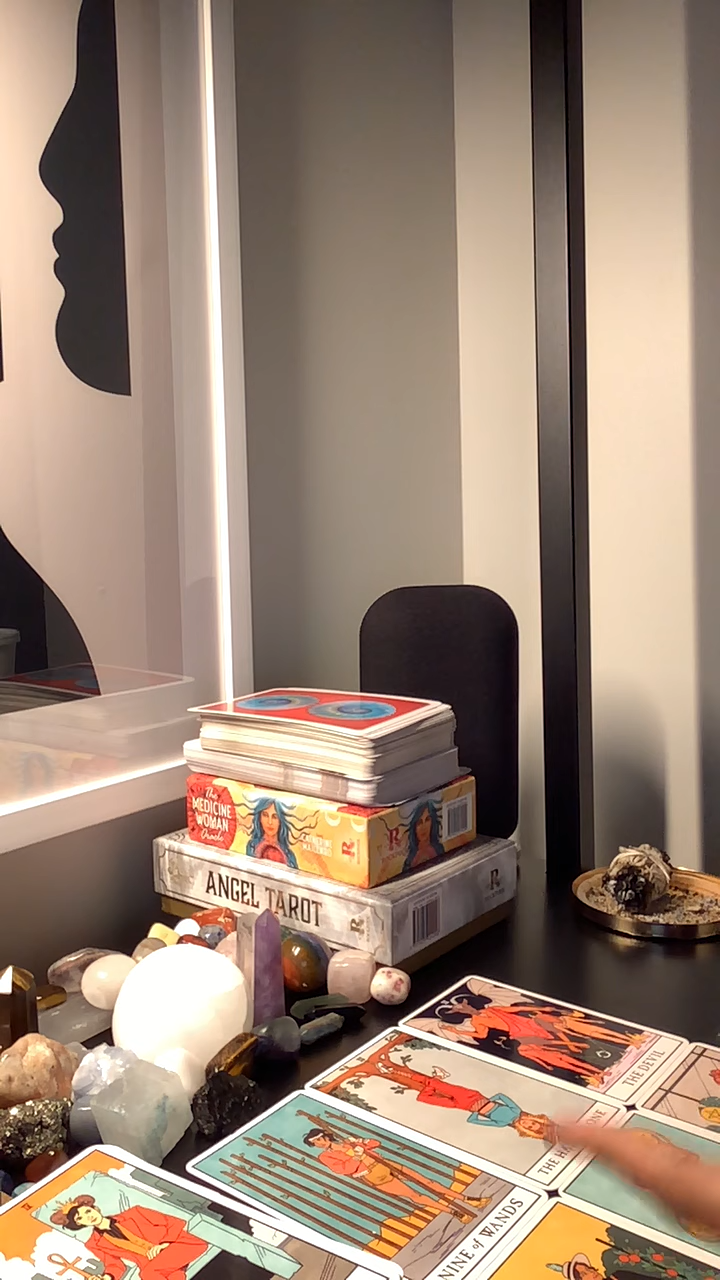 The
MEDICINE
WOMAN
Oracle
ANGEL TAROT
THE DEVIL
NINE of WANDS